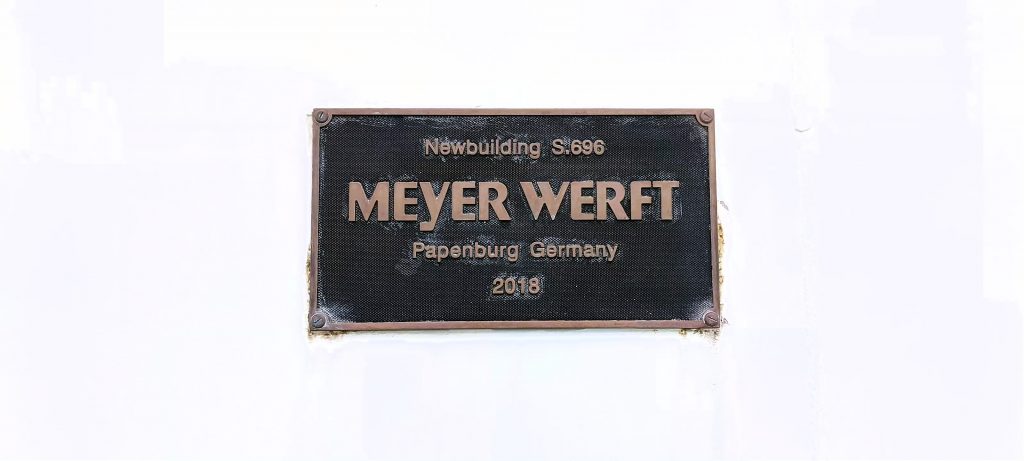 Newbuilding S.696
MEYER WERFT
Papenburg Germany
2018